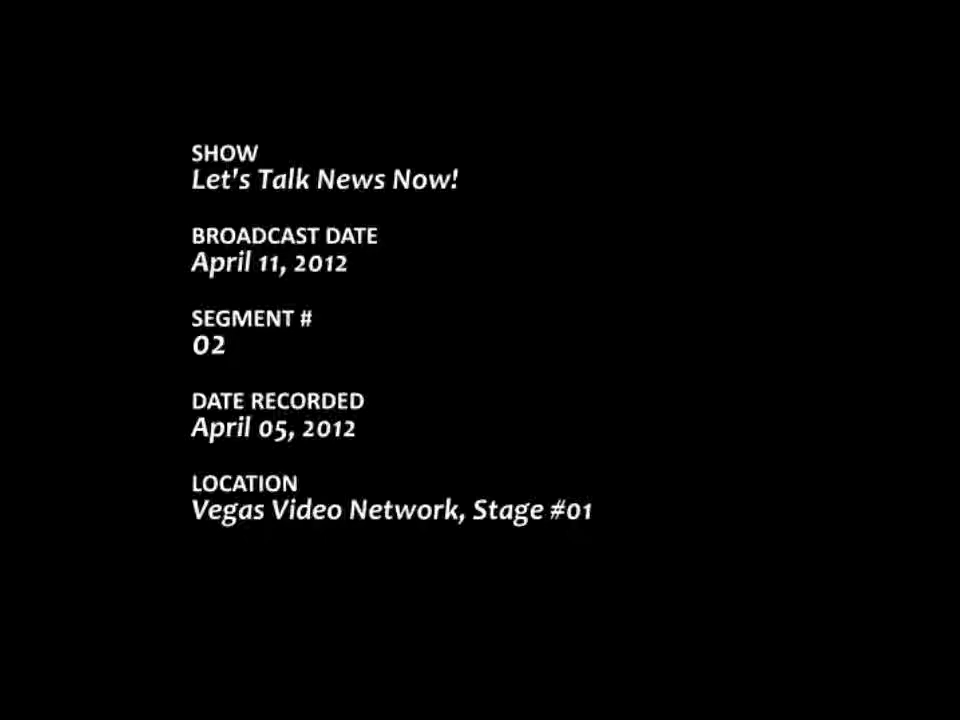 SHOW
Let's Talk News Now!
BROADCAST DATE
April 11, 2012
SEGMENT #
02
DATE RECORDED
April 05, 2012
LOCATION
Vegas Video Network, Stage #01